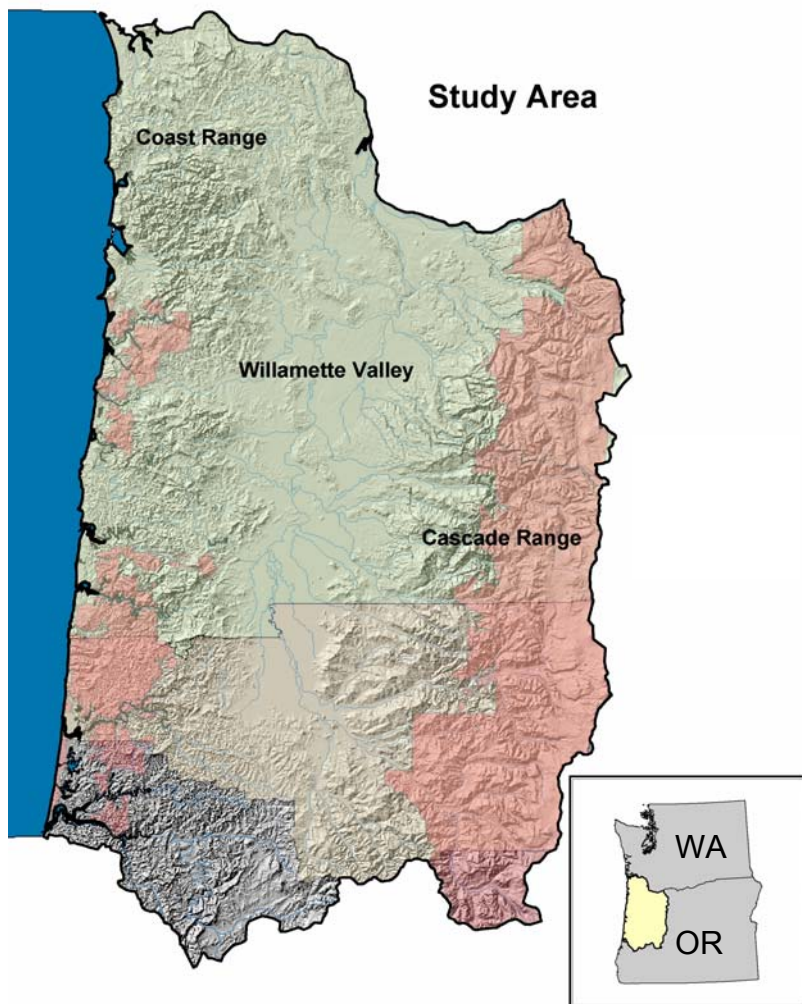 Study Area
Coast Range
Willamette Valley
Cascade Range
WA
OR